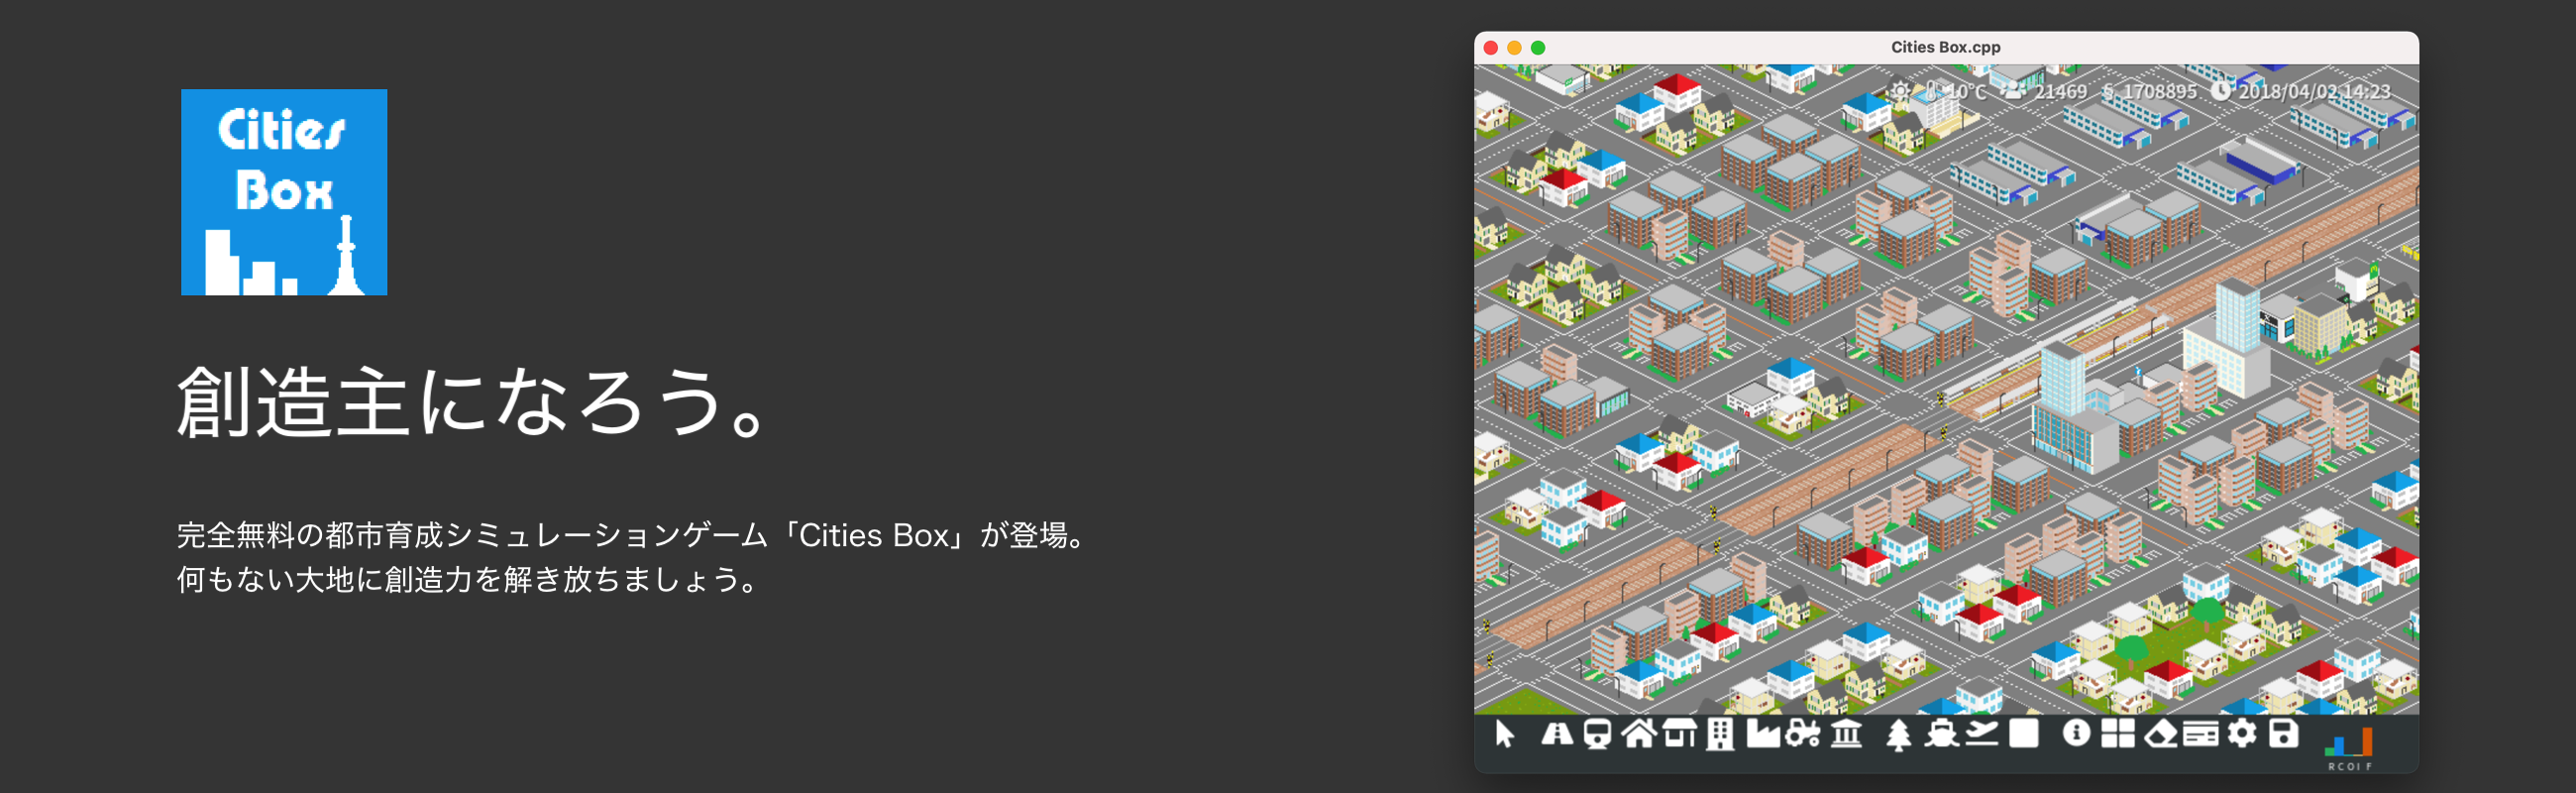 Cities
Box
創造主になろう。
完全無料の都市育成シミュレーションゲーム「Cities Box」が登場。
何もない大地に創造力を解き放ちましょう。
Cities Box.cpp
10℃ 21469 § 1708895 2018/04/02 14:23
R C O I F